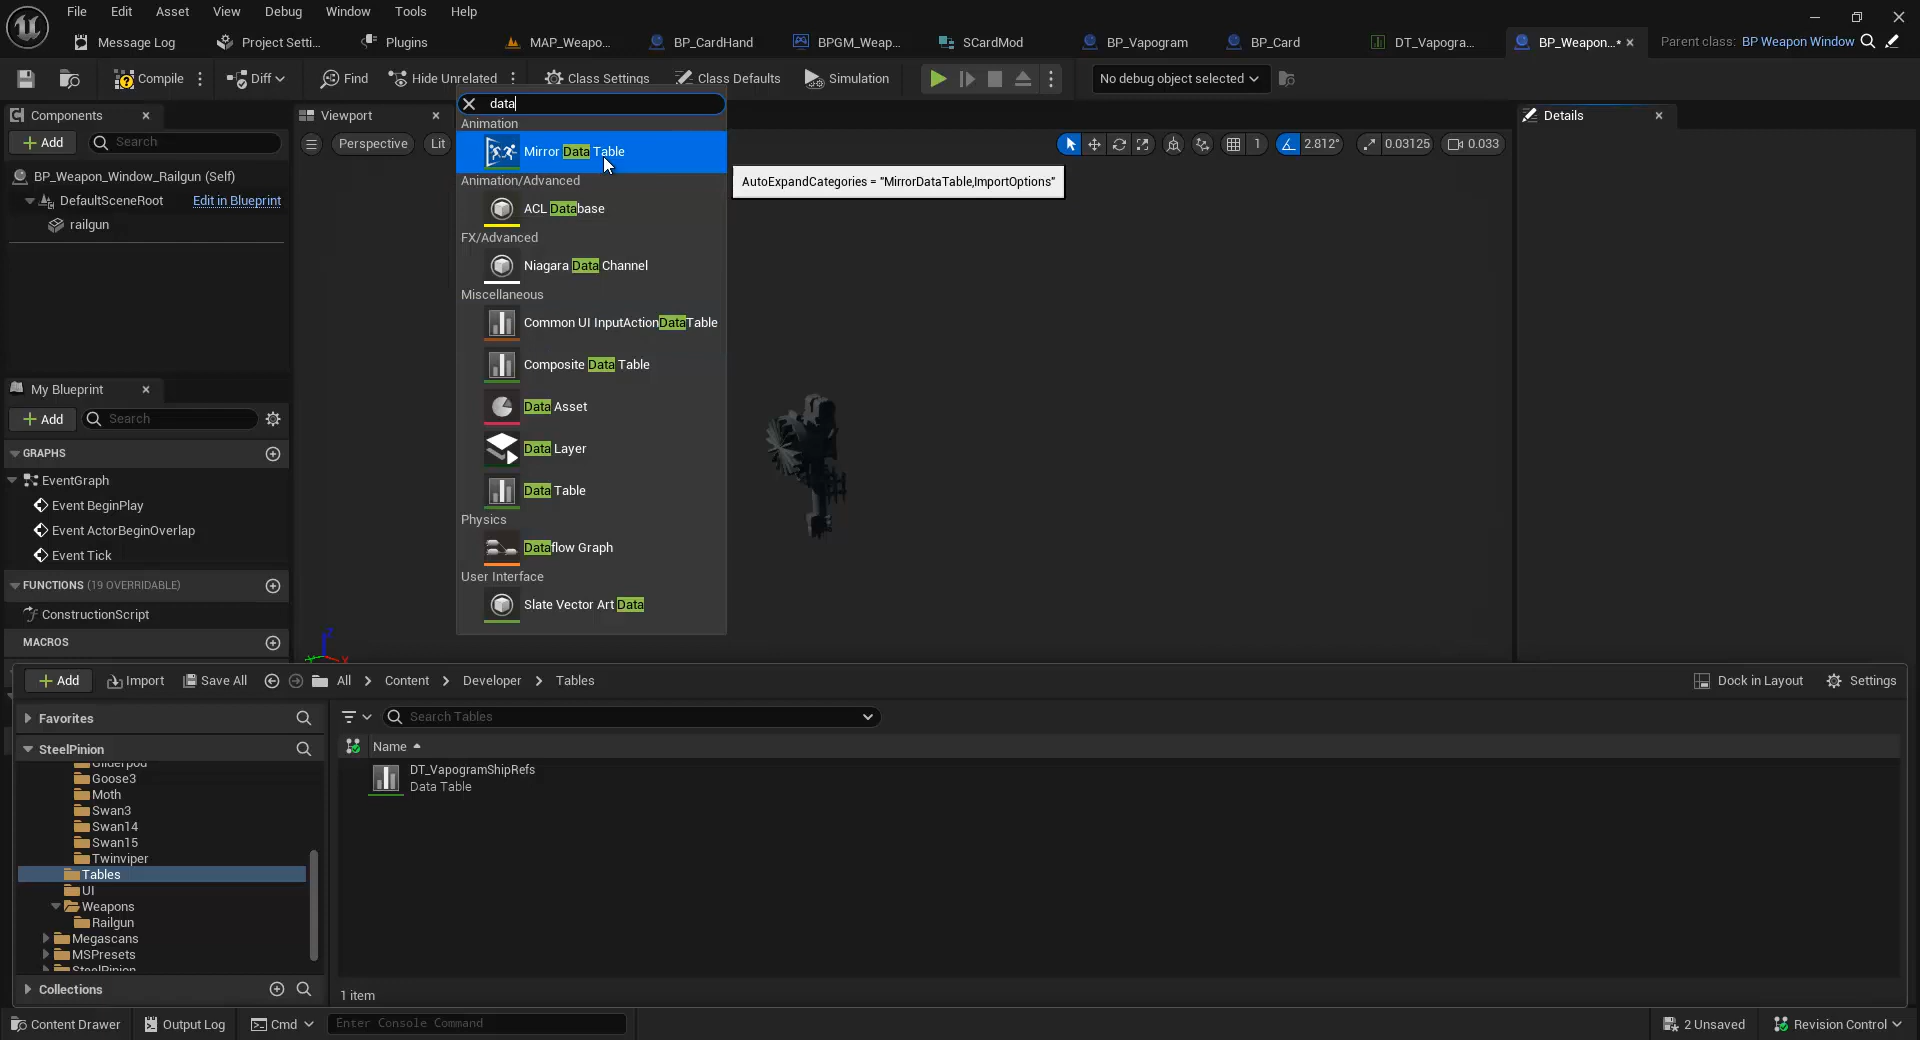 File Edit Asset View Debug Window Tools Help
Message Log Project Setti... Plugins MAP_Weapo... BP_CardHand BPGM_Weap... SCardMod BP_Vapogram BP_Card DT_Vapogra... BP_Weapon...* Parent class: BP Weapon Window
Compile Diff Find Hide Unrelated Class Settings Class Defaults Simulation No debug object selected
Components
Viewport
Details
data
Add Search
Perspective Lit
1 2.812° 0.03125 0.033
BP_Weapon_Window_Railgun (Self)
DefaultSceneRoot Edit in Blueprint
railgun
Animation
Mirror Data Table
AutoExpandCategories = "MirrorDataTable,ImportOptions"
Animation/Advanced
ACL Database
FX/Advanced
Niagara Data Channel
Miscellaneous
Common UI InputActionDataTable
Composite Data Table
Data Asset
Data Layer
Data Table
Physics
Dataflow Graph
User Interface
Slate Vector Art Data
My Blueprint
Add Search
GRAPHS
EventGraph
Event BeginPlay
Event ActorBeginOverlap
Event Tick
FUNCTIONS (19 OVERRIDABLE)
ConstructionScript
MACROS
Z
X
Add Import Save All All > Content > Developer > Tables Dock in Layout Settings
Favorites
Search Tables
SteelPinion
Name
Gliderpod
Goose3
Moth
Swan3
Swan14
Swan15
Twinviper
Tables
UI
Weapons
Railgun
Megascans
MSPresets
SteelPinion
Collections
DT_VapogramShipRefs
Data Table
1 item
Content Drawer Output Log Cmd Enter Console Command 2 Unsaved Revision Control